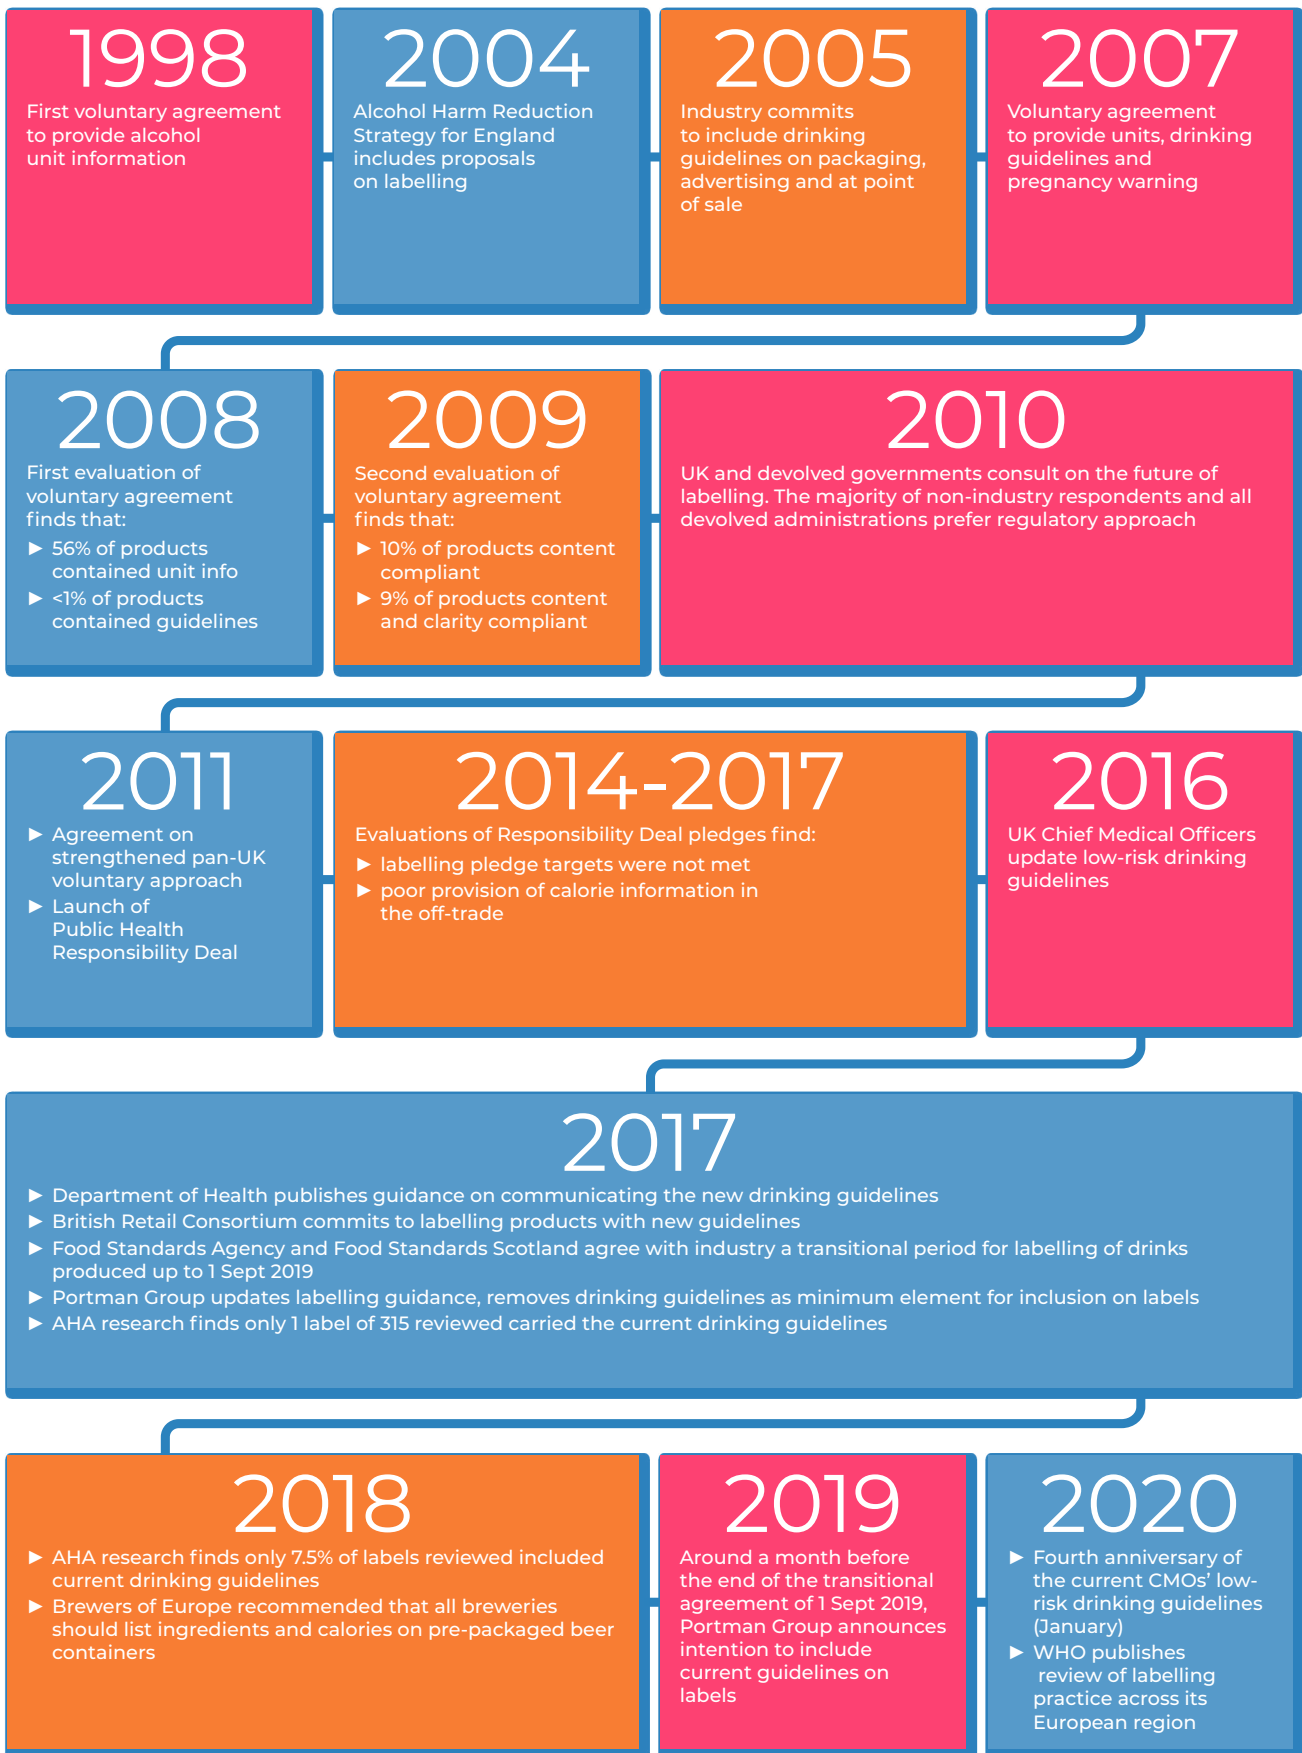 1998
First voluntary agreement
to provide alcohol
unit information
2004
Alcohol Harm Reduction
Strategy for England
includes proposals
on labelling
2005
Industry commits
to include drinking
guidelines on packaging,
advertising and at point
of sale
2007
Voluntary agreement
to provide units, drinking
guidelines and
pregnancy warning
2008
First evaluation of
voluntary agreement
finds that:
► 56% of products
contained unit info
► <1% of products
contained guidelines
2009
Second evaluation of
voluntary agreement
finds that:
► 10% of products content
compliant
► 9% of products content
and clarity compliant
2010
UK and devolved governments consult on the future of
labelling. The majority of non-industry respondents and all
devolved administrations prefer regulatory approach
2011
► Agreement on
strengthened pan-UK
voluntary approach
► Launch of
Public Health
Responsibility Deal
2014-2017
Evaluations of Responsibility Deal pledges find:
► labelling pledge targets were not met
► poor provision of calorie information in
the off-trade
2016
UK Chief Medical Officers
update low-risk drinking
guidelines
2017
► Department of Health publishes guidance on communicating the new drinking guidelines
► British Retail Consortium commits to labelling products with new guidelines
► Food Standards Agency and Food Standards Scotland agree with industry a transitional period for labelling of drinks
produced up to 1 Sept 2019
► Portman Group updates labelling guidance, removes drinking guidelines as minimum element for inclusion on labels
► AHA research finds only 1 label of 315 reviewed carried the current drinking guidelines
2018
► AHA research finds only 7.5% of labels reviewed included
current drinking guidelines
► Brewers of Europe recommended that all breweries
should list ingredients and calories on pre-packaged beer
containers
2019
Around a month before
the end of the transitional
agreement of 1 Sept 2019,
Portman Group announces
intention to include
current guidelines on
labels
2020
► Fourth anniversary of
the current CMOs' low-
risk drinking guidelines
(January)
► WHO publishes
review of labelling
practice across its
European region